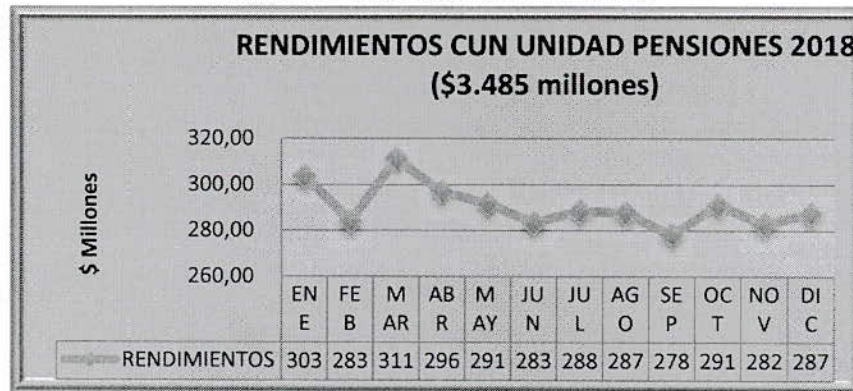 RENDIMIENTOS CUN UNIDAD PENSIONES 2018
($3.485 millones)
$ Millones
320,00
300,00
280,00
260,00
EN FE M AB M JU JU AG SE OC NO DI
E B AR R AY N L O P T V C
RENDIMIENTOS 303 283 311 296 291 283 288 287 278 291 282 287